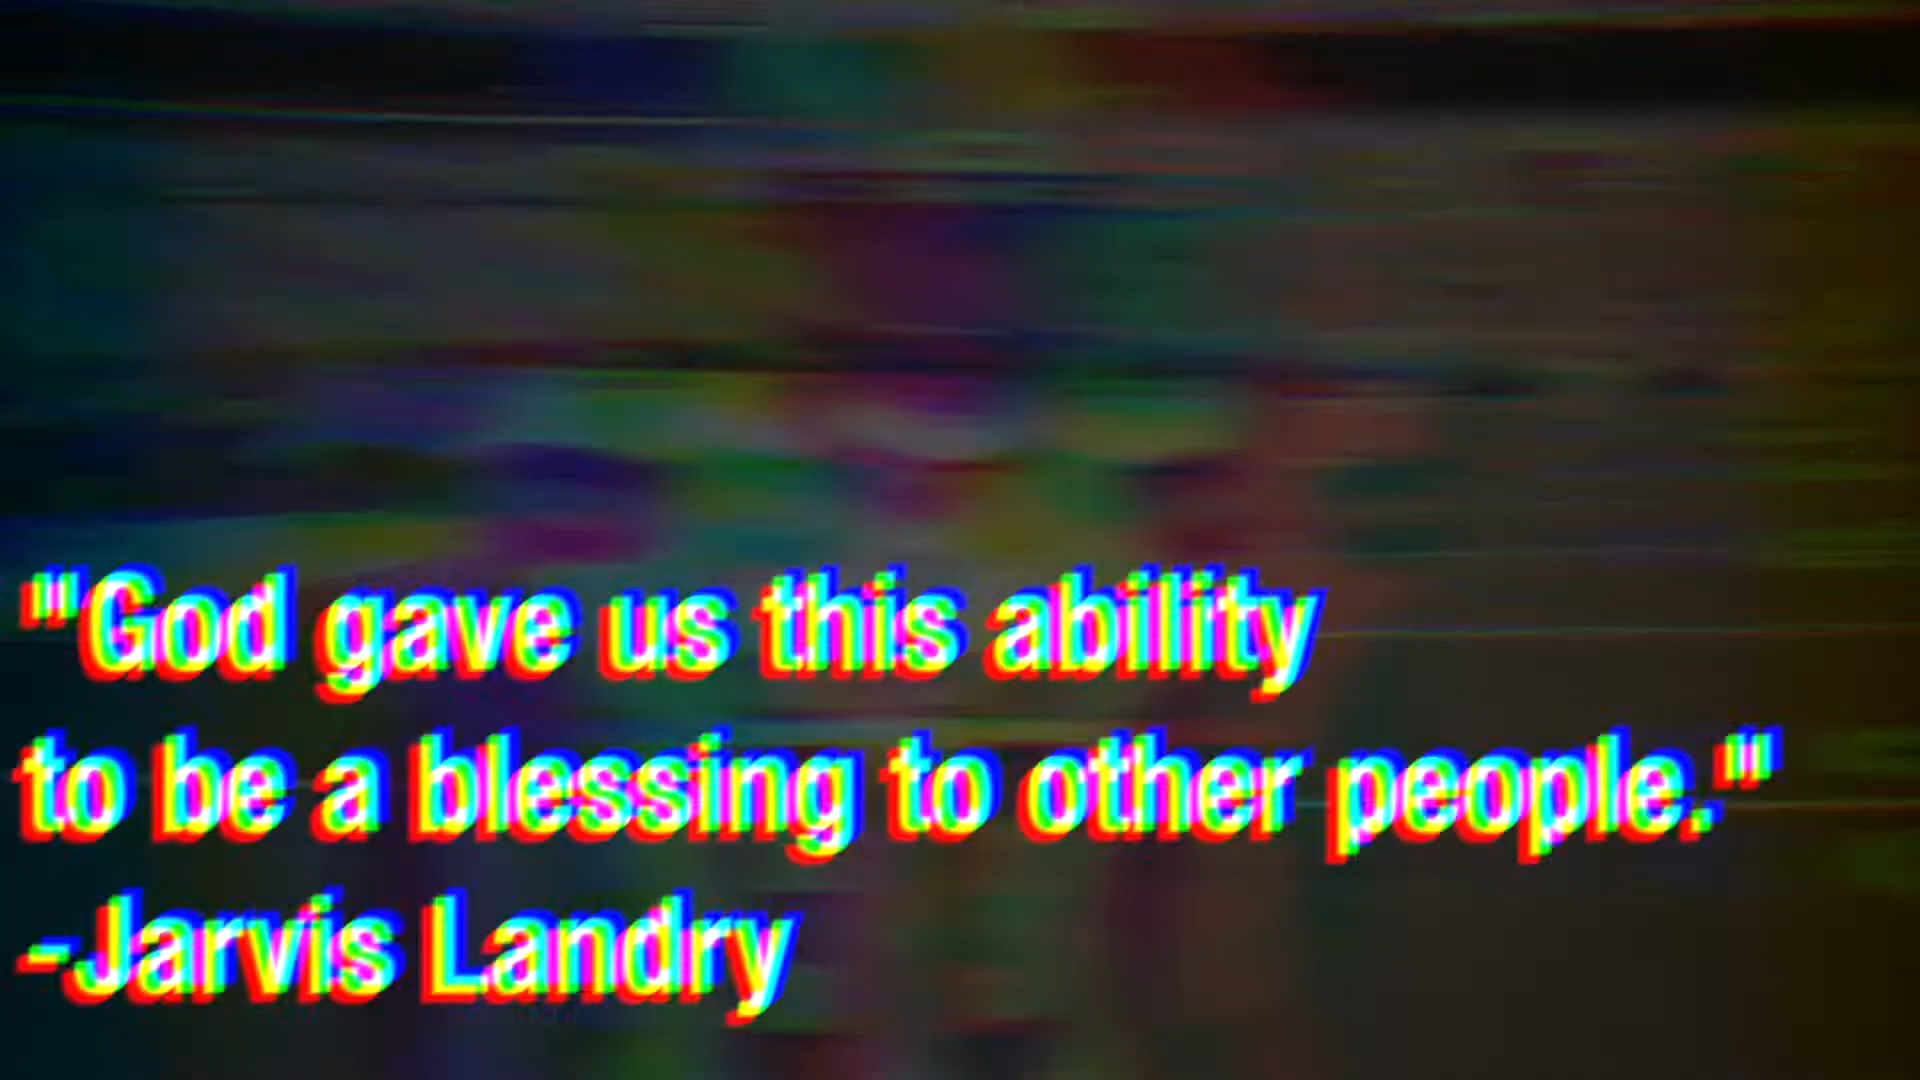 "God gave us this ability
to be a blessing to other people."
-Jarvis Landry